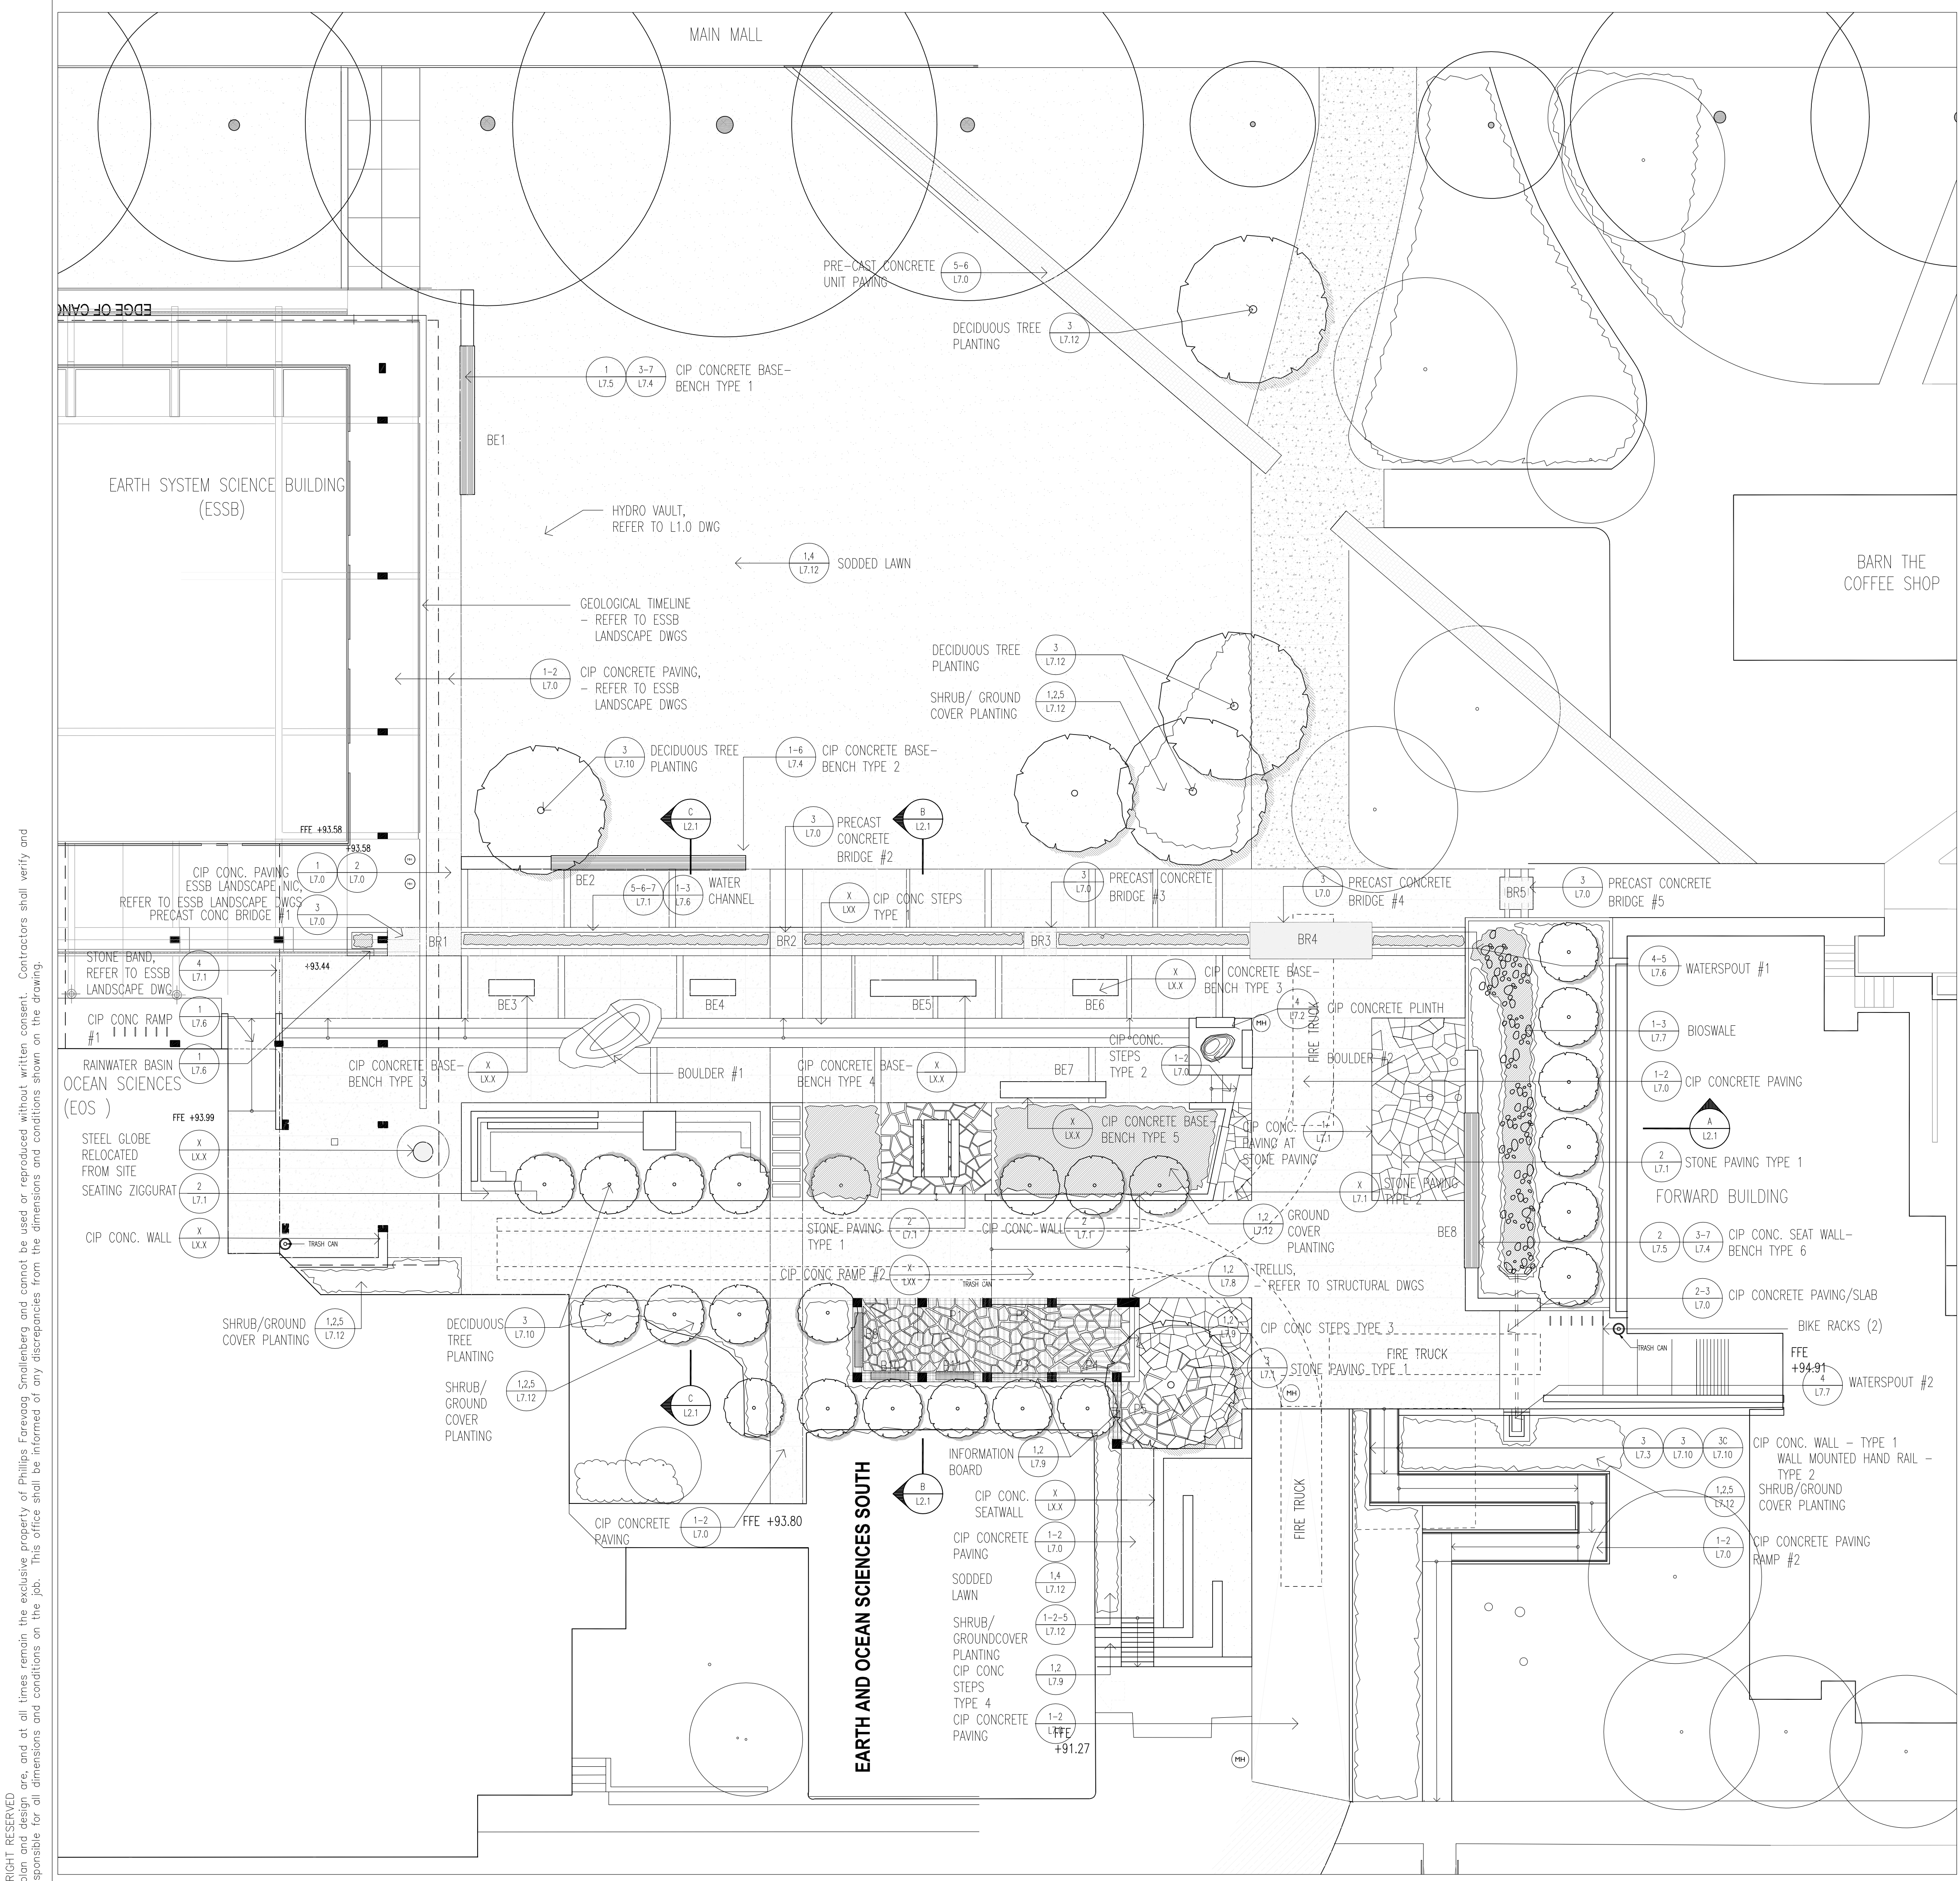 MAIN MALL
PRE-CAST CONCRETE
UNIT PAVING
5-6
L7.0
DECIDUOUS TREE
PLANTING
3
L7.12
EDGE OF CANO
1
L7.5
3-7
L7.4
CIP CONCRETE BASE-
BENCH TYPE 1
BE1
EARTH SYSTEM SCIENCE BUILDING
(ESSB)
HYDRO VAULT,
REFER TO L1.0 DWG
1,4
L7.12
SODDED LAWN
BARN THE
COFFEE SHOP
GEOLOGICAL TIMELINE
- REFER TO ESSB
LANDSCAPE DWGS
1-2
L7.0
CIP CONCRETE PAVING,
- REFER TO ESSB
LANDSCAPE DWGS
DECIDUOUS TREE
PLANTING
3
L7.12
SHRUB/ GROUND
COVER PLANTING
1,2,5
L7.12
3
L7.10
DECIDUOUS TREE
PLANTING
1-6
L7.4
CIP CONCRETE BASE-
BENCH TYPE 2
C
L2.1
3
L7.0
PRECAST
CONCRETE
BRIDGE #2
B
L2.1
FFE +93.58
+93.58
CIP CONC. PAVING
ESSB LANDSCAPE NIC,
REFER TO ESSB LANDSCAPE DWGS
1
L7.0
2
L7.0
PRECAST CONC BRIDGE #1
3
L7.0
MH
MH
BE2
5-6-7
L7.1
1-3
L7.6
WATER
CHANNEL
X
LXX
CIP CONC STEPS
TYPE 1
3
L7.0
PRECAST CONCRETE
BRIDGE #3
3
L7.0
PRECAST CONCRETE
BRIDGE #4
BR5
3
L7.0
PRECAST CONCRETE
BRIDGE #5
BR1
BR2
BR3
BR4
STONE BAND,
REFER TO ESSB
LANDSCAPE DWG
4
L7.1
+93.44
X
LX.X
CIP CONCRETE BASE-
BENCH TYPE 3
4-5
L7.6
WATERSPOUT #1
BE3
BE4
BE5
BE6
CIP CONC RAMP
#1
1
L7.6
4
L7.2
CIP CONCRETE PLINTH
MH
FIRE TRUCK
1-3
L7.7
BIOSWALE
RAINWATER BASIN
1
L7.6
CIP CONCRETE BASE-
BENCH TYPE 3
X
LX.X
BOULDER #1
CIP CONCRETE BASE-
BENCH TYPE 4
X
LX.X
CIP CONC.
STEPS
TYPE 2
1-2
L7.0
BOULDER #2
BE7
1-2
L7.0
CIP CONCRETE PAVING
OCEAN SCIENCES
(EOS )
FFE +93.99
STEEL GLOBE
RELOCATED
FROM SITE
X
LX.X
X
LX.X
CIP CONCRETE BASE-
BENCH TYPE 5
CIP CONC.
PAVING AT
STONE PAVING
L7.1
A
L2.1
2
L7.1
STONE PAVING TYPE 1
SEATING ZIGGURAT
2
L7.1
X
L7.1
STONE PAVING
TYPE 2
FORWARD BUILDING
CIP CONC. WALL
X
LX.X
TRASH CAN
STONE PAVING
TYPE 1
2
L7.1
CIP CONC WALL
2
L7.1
1,2
L7.12
GROUND
COVER
PLANTING
BE8
2
L7.5
3-7
L7.4
CIP CONC. SEAT WALL-
BENCH TYPE 6
CIP CONC RAMP #2
X
LXX
TRASH CAN
1,2
L7.8
TRELLIS,
- REFER TO STRUCTURAL DWGS
2-3
L7.0
CIP CONCRETE PAVING/SLAB
SHRUB/GROUND
COVER PLANTING
1,2,5
L7.12
DECIDUOUS
TREE
PLANTING
3
L7.10
P1
B10
B11
P3
P4
P5
1,2
L7.9
CIP CONC STEPS TYPE 3
BIKE RACKS (2)
TRASH CAN
FIRE TRUCK
FFE
+94.91
3
L7.1
STONE PAVING TYPE 1
MH
4
L7.7
WATERSPOUT #2
SHRUB/
GROUND
COVER
PLANTING
1,2,5
L7.12
C
L2.1
INFORMATION
BOARD
1,2
L7.9
3
L7.3
3
L7.10
3C
L7.10
CIP CONC. WALL - TYPE 1
WALL MOUNTED HAND RAIL -
TYPE 2
B
L2.1
CIP CONC.
SEATWALL
X
LX.X
1,2,5
L7.12
SHRUB/GROUND
COVER PLANTING
CIP CONCRETE
PAVING
1-2
L7.0
FFE +93.80
FIRE TRUCK
CIP CONCRETE
PAVING
1-2
L7.0
1-2
L7.0
CIP CONCRETE PAVING
RAMP #2
EARTH AND OCEAN SCIENCES SOUTH
SODDED
LAWN
1,4
L7.12
SHRUB/
GROUNDCOVER
PLANTING
1-2-5
L7.12
CIP CONC
STEPS
TYPE 4
1,2
L7.9
CIP CONCRETE
PAVING
1-2
FFE
+91.27
MH
RIGHT RESERVED
plan and design are, and at all times remain the exclusive property of Phillips Farevaag Smallenberg and cannot be used or reproduced without written consent. Contractors shall verify and
sponsible for all dimensions and conditions on the job. This office shall be informed of any discrepancies from the dimensions and conditions shown on the drawing.